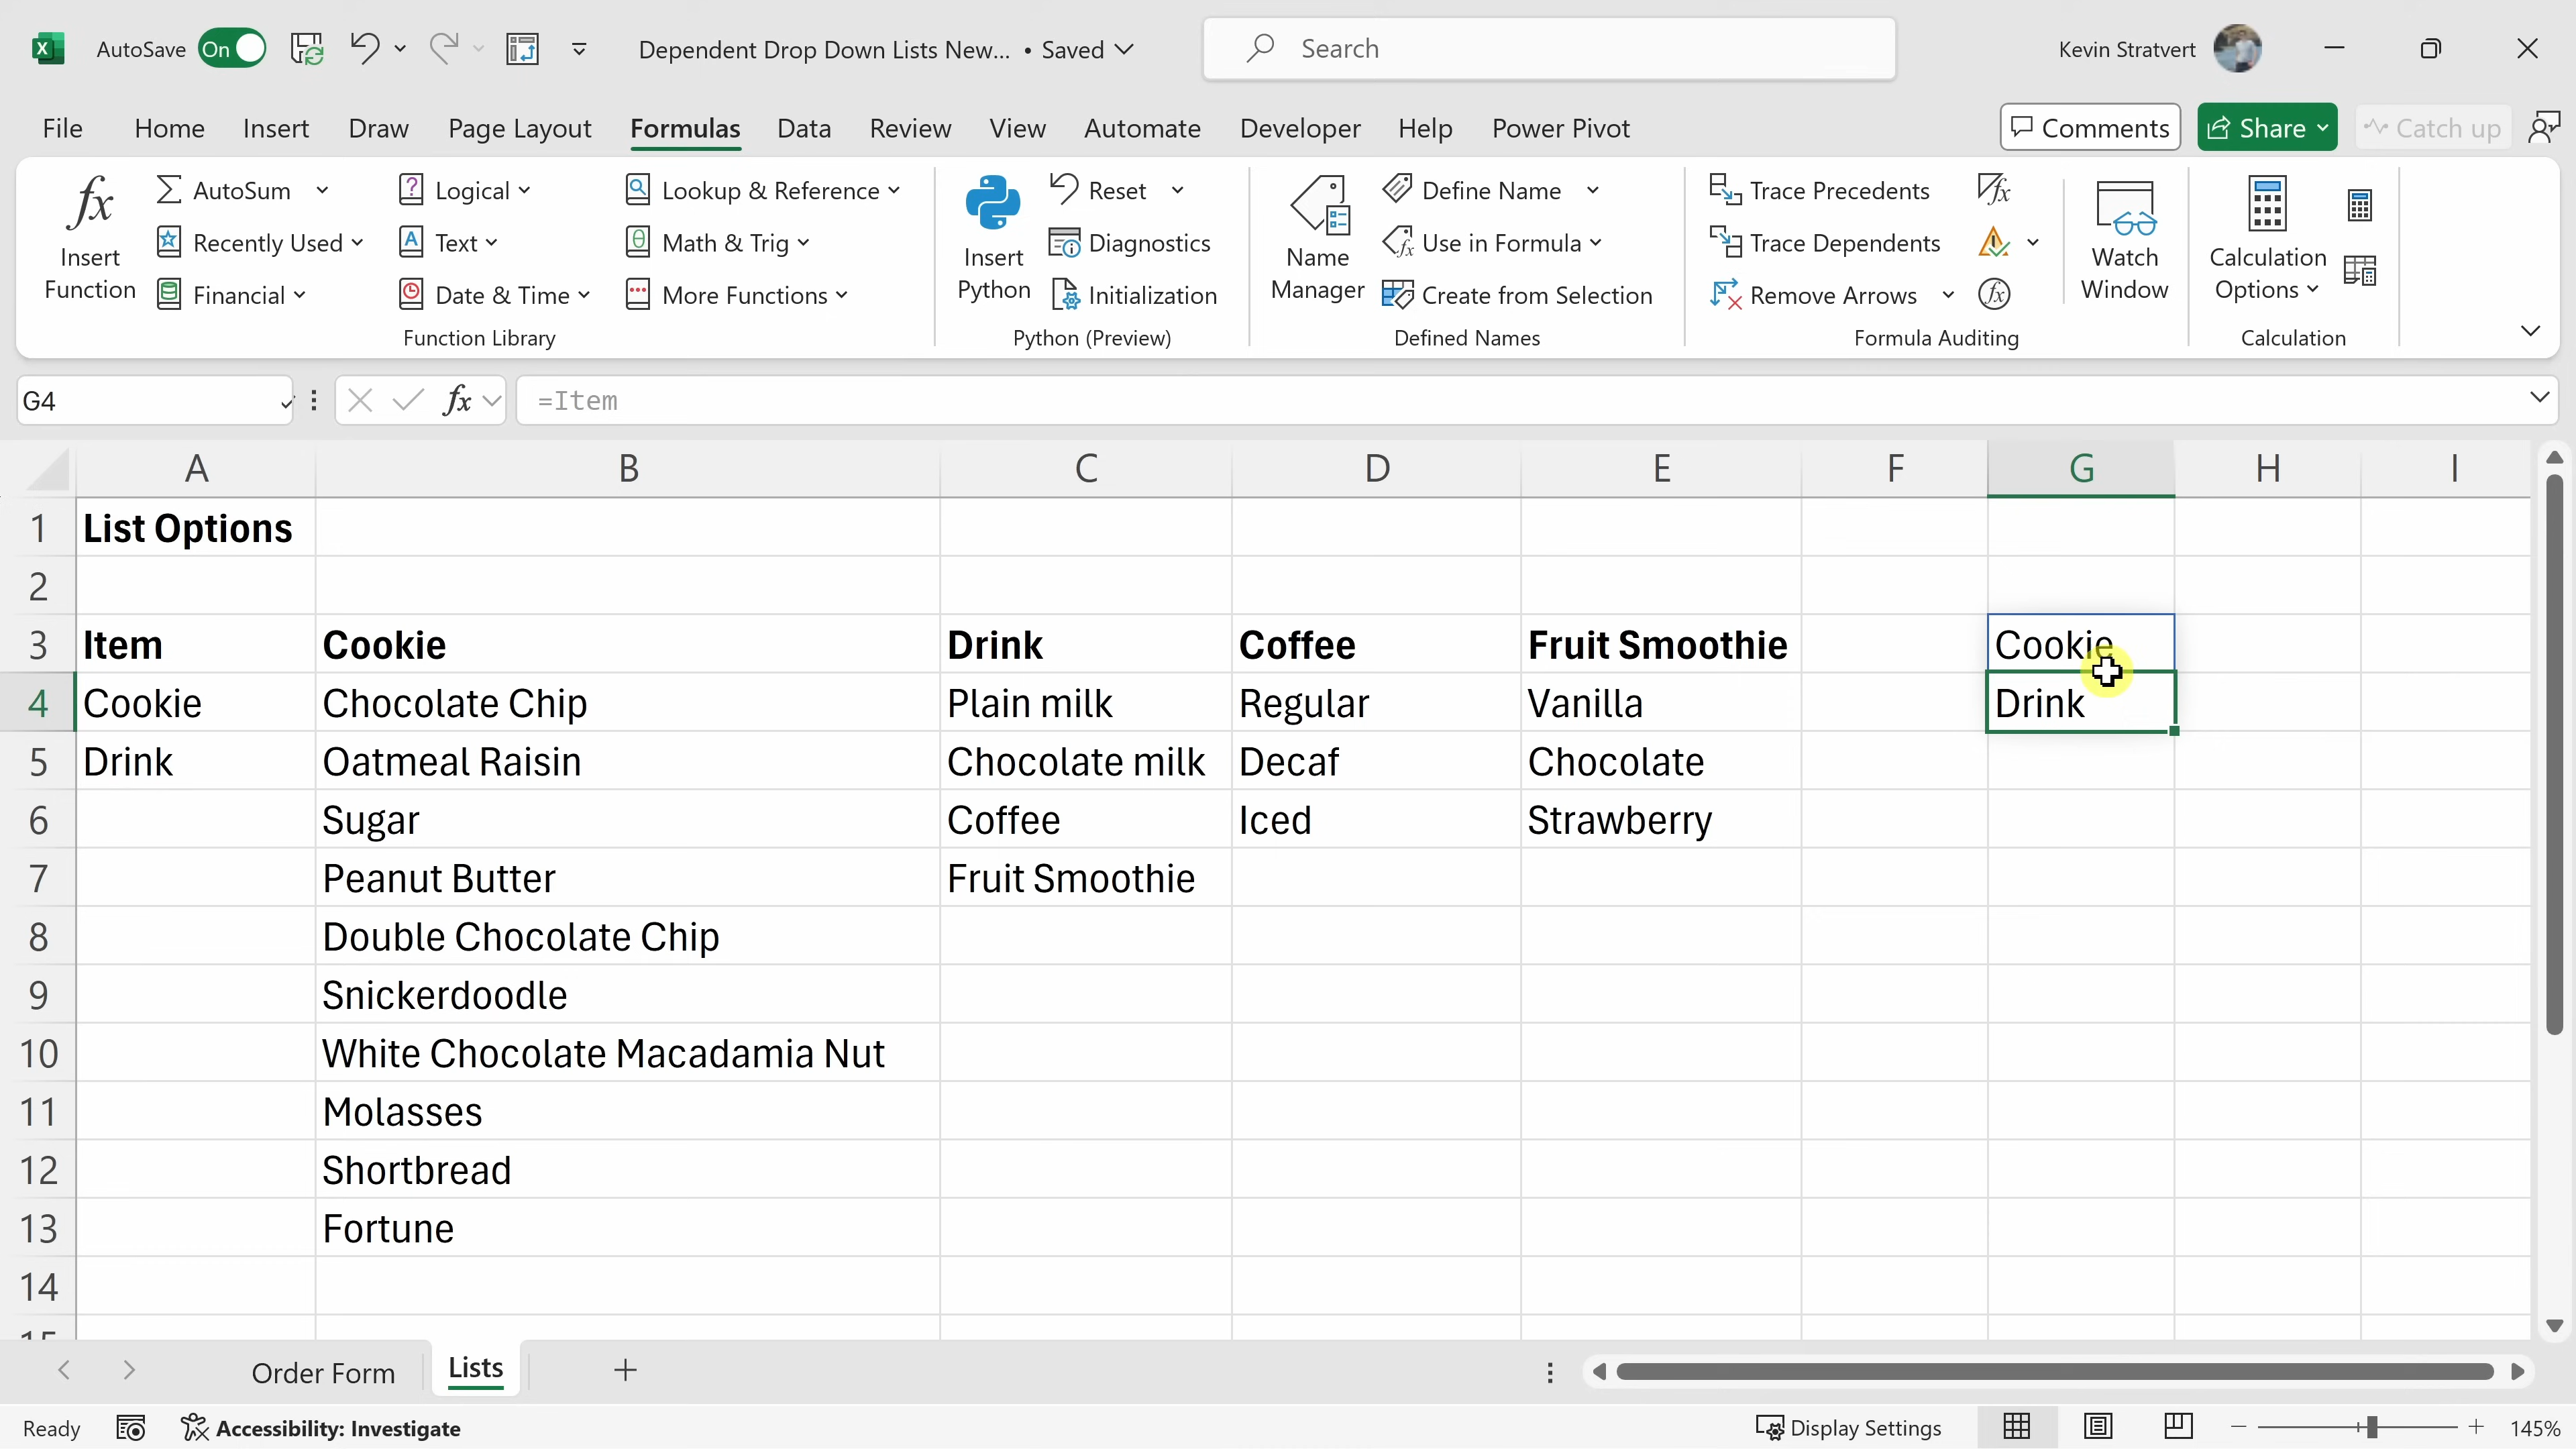 AutoSave On Dependent Drop Down Lists New... • Saved Search Kevin Stratvert
File Home Insert Draw Page Layout Formulas Data Review View Automate Developer Help Power Pivot Comments Share Catch up
Insert Function
AutoSum
Recently Used
Financial
Logical
Text
Date & Time
Lookup & Reference
Math & Trig
More Functions
Function Library
Insert Python
Reset
Diagnostics
Initialization
Python (Preview)
Name Manager
Define Name
Use in Formula
Create from Selection
Defined Names
Trace Precedents
Trace Dependents
Remove Arrows
Formula Auditing
Watch Window
Calculation Options
Calculation
G4 fx =Item
A B C D E F G H I
1 List Options
2
3 Item Cookie Drink Coffee Fruit Smoothie Cookie
4 Cookie Chocolate Chip Plain milk Regular Vanilla Drink
5 Drink Oatmeal Raisin Chocolate milk Decaf Chocolate
6 Sugar Coffee Iced Strawberry
7 Peanut Butter Fruit Smoothie
8 Double Chocolate Chip
9 Snickerdoodle
10 White Chocolate Macadamia Nut
11 Molasses
12 Shortbread
13 Fortune
14
15
Order Form Lists
Ready Accessibility: Investigate Display Settings 145%